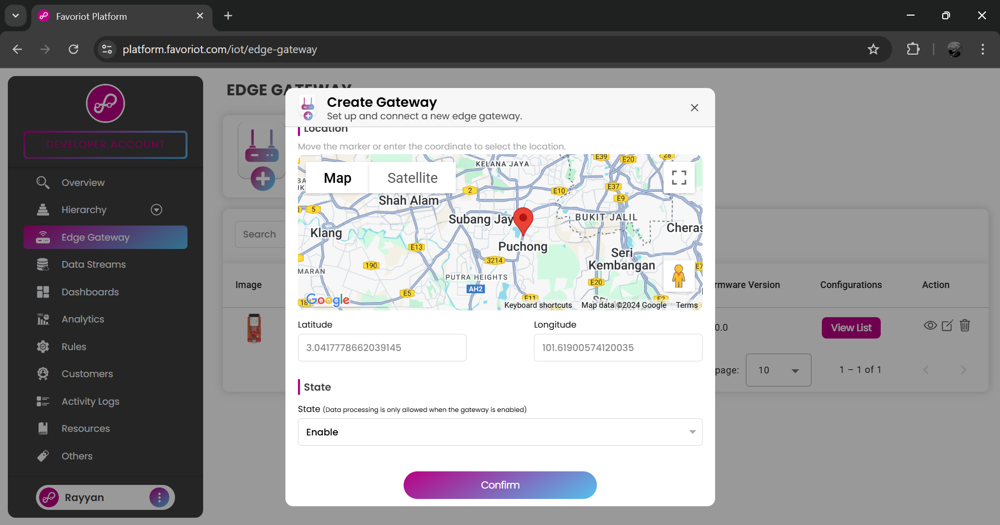 Favoriot Platform
platform.favoriot.com/iot/edge-gateway
DEVELOPER ACCOUNT
Overview
Hierarchy
Edge Gateway
Data Streams
Dashboards
Analytics
Rules
Customers
Activity Logs
Resources
Others
Rayyan
EDGE GATEWAY
Search
Image
rmware Version
Configurations
Action
0.0
View List
page:
10
1 – 1 of 1
Create Gateway
Set up and connect a new edge gateway.
Location
Move the marker or enter the coordinate to select the location.
Map
Satellite
KELANA JAYA
E39
E20
28
2
E10
E37
E9
Shah Alam
5
Subang Jay
BUKIT JALIL
Klang
Cheras
E13
Puchong
190
3214
Seri
Kembangan
E7
MARAN
PUTRA HEIGHTS
AH2
E20
E5
E11
E2
Google
Keyboard shortcuts
Map data ©2024 Google
Terms
Latitude
Longitude
3.0417778662039145
101.61900574120035
State
State (Data processing is only allowed when the gateway is enabled)
Enable
Confirm